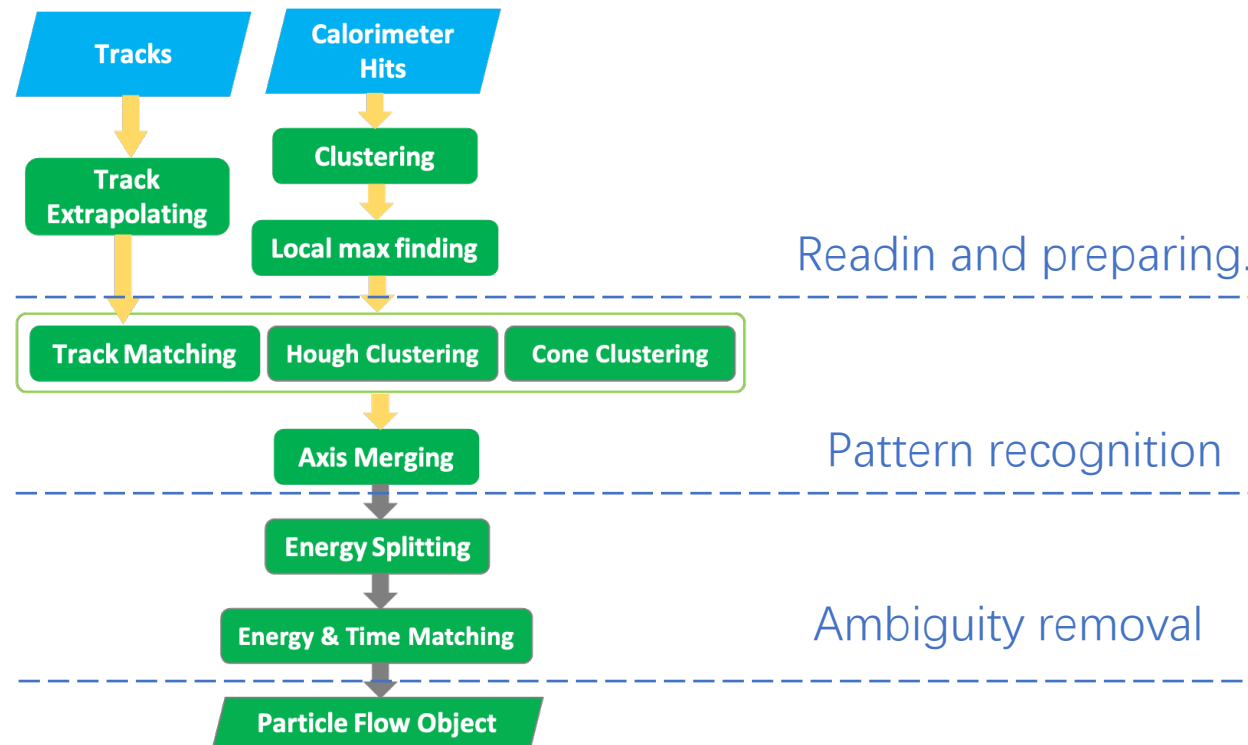 Tracks
Calorimeter
Hits
Clustering
Track
Extrapolating
Local max finding
Readin and preparing.
Track Matching
Hough Clustering
Cone Clustering
Axis Merging
Pattern recognition
Energy Splitting
Energy & Time Matching
Ambiguity removal
Particle Flow Object